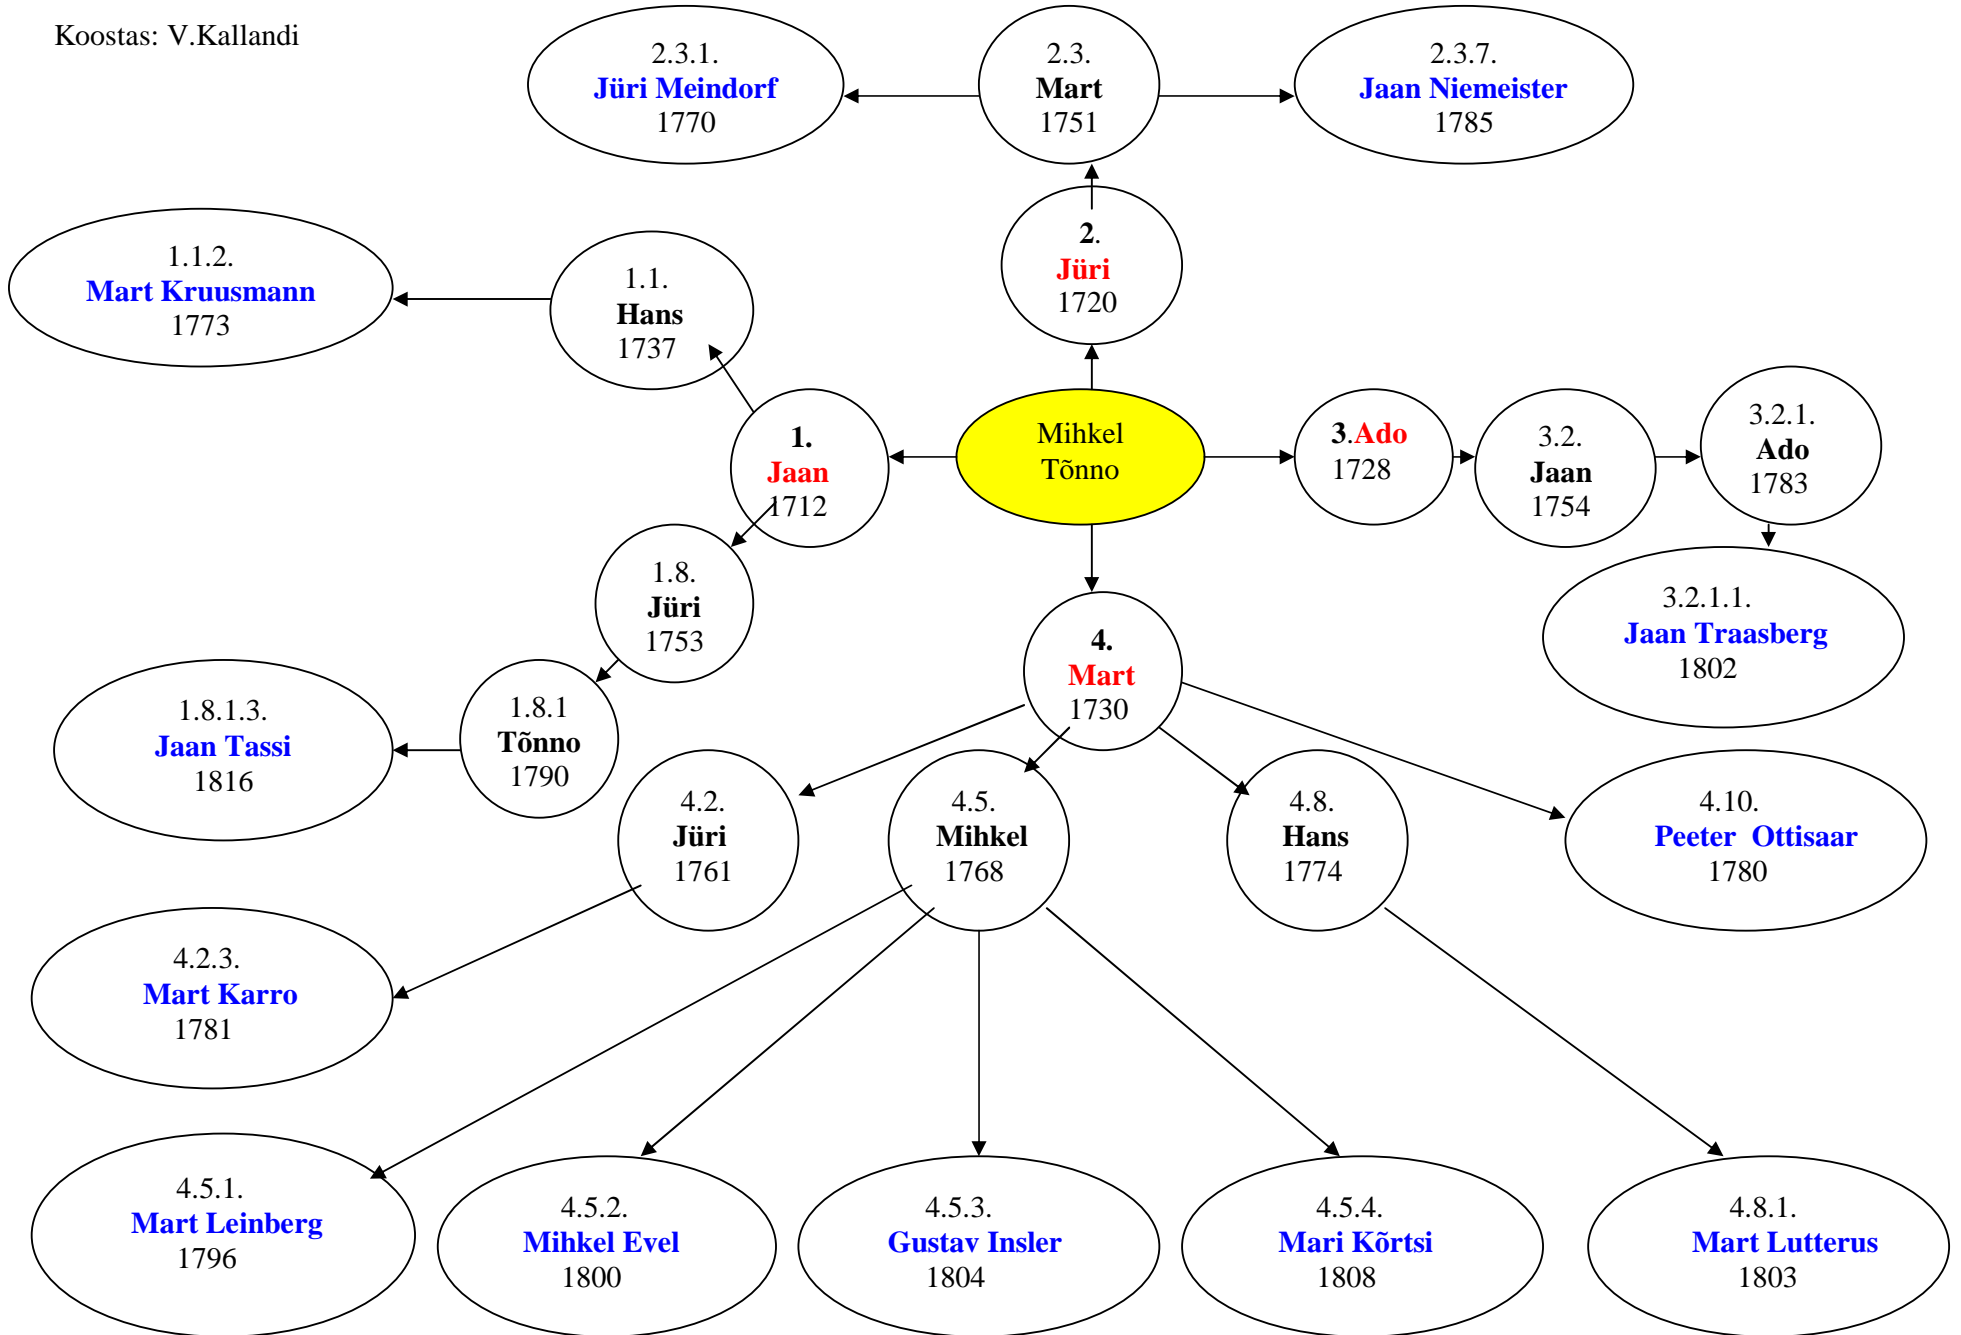 Koostas: V.Kallandi
2.3.1.
Jüri Meindorf
1770
2.3.
Mart
1751
2.3.7.
Jaan Niemeister
1785
1.1.2.
Mart Kruusmann
1773
1.1.
Hans
1737
2.
Jüri
1720
1.
Jaan
1712
Mihkel
Tõnno
3.Ado
1728
3.2.
Jaan
1754
3.2.1.
Ado
1783
1.8.
Jüri
1753
4.
Mart
1730
3.2.1.1.
Jaan Traasberg
1802
1.8.1.3.
Jaan Tassi
1816
1.8.1
Tõnno
1790
4.2.
Jüri
1761
4.5.
Mihkel
1768
4.8.
Hans
1774
4.10.
Peeter Ottisaar
1780
4.2.3.
Mart Karro
1781
4.5.1.
Mart Leinberg
1796
4.5.2.
Mihkel Evel
1800
4.5.3.
Gustav Insler
1804
4.5.4.
Mari Kõrtsi
1808
4.8.1.
Mart Lutterus
1803